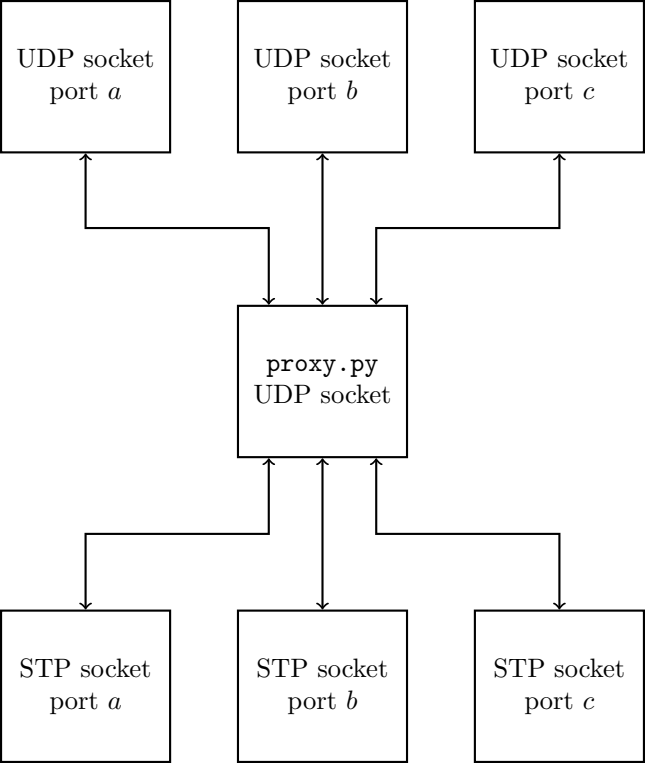 UDP socket
port a
UDP socket
port b
UDP socket
port c
proxy.py
UDP socket
STP socket
port a
STP socket
port b
STP socket
port c